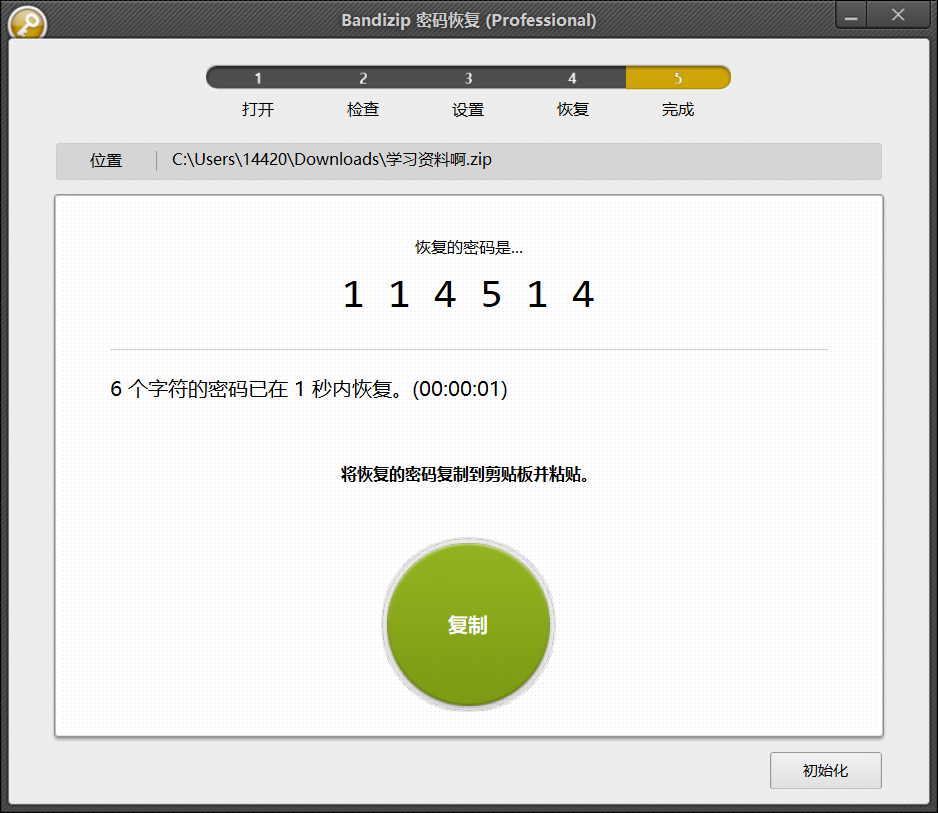 Bandizip 密码恢复 (Professional)
1 2 3 4 5
打开 检查 设置 恢复 完成
位置 C:\Users\14420\Downloads\学习资料啊.zip
恢复的密码是...
1 1 4 5 1 4
6 个字符的密码已在 1 秒内恢复。(00:00:01)
将恢复的密码复制到剪贴板并粘贴。
复制
初始化